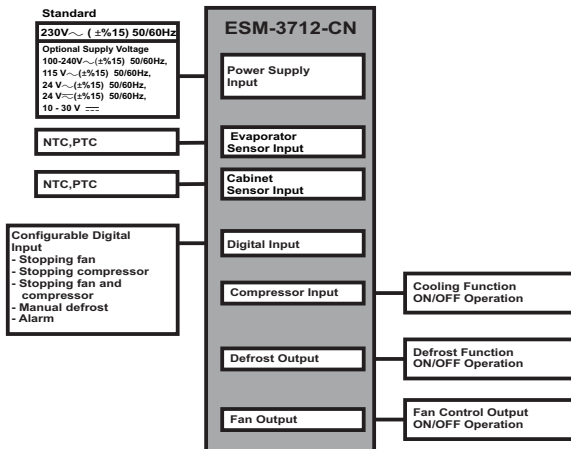 Standard
230V～ ( ±%15) 50/60Hz
Optional Supply Voltage
100-240V～(±%15) 50/60Hz,
115 V～(±%15) 50/60Hz,
24 V～(±%15) 50/60Hz,
24 V⏦(±%15) 50/60Hz,
10 - 30 V ⎓
NTC,PTC
NTC,PTC
Configurable Digital
Input
- Stopping fan
- Stopping compressor
- Stopping fan and
compressor
- Manual defrost
- Alarm
ESM-3712-CN
Power Supply
Input
Evaporator
Sensor Input
Cabinet
Sensor Input
Digital Input
Compressor Input
Defrost Output
Fan Output
Cooling Function
ON/OFF Operation
Defrost Function
ON/OFF Operation
Fan Control Output
ON/OFF Operation